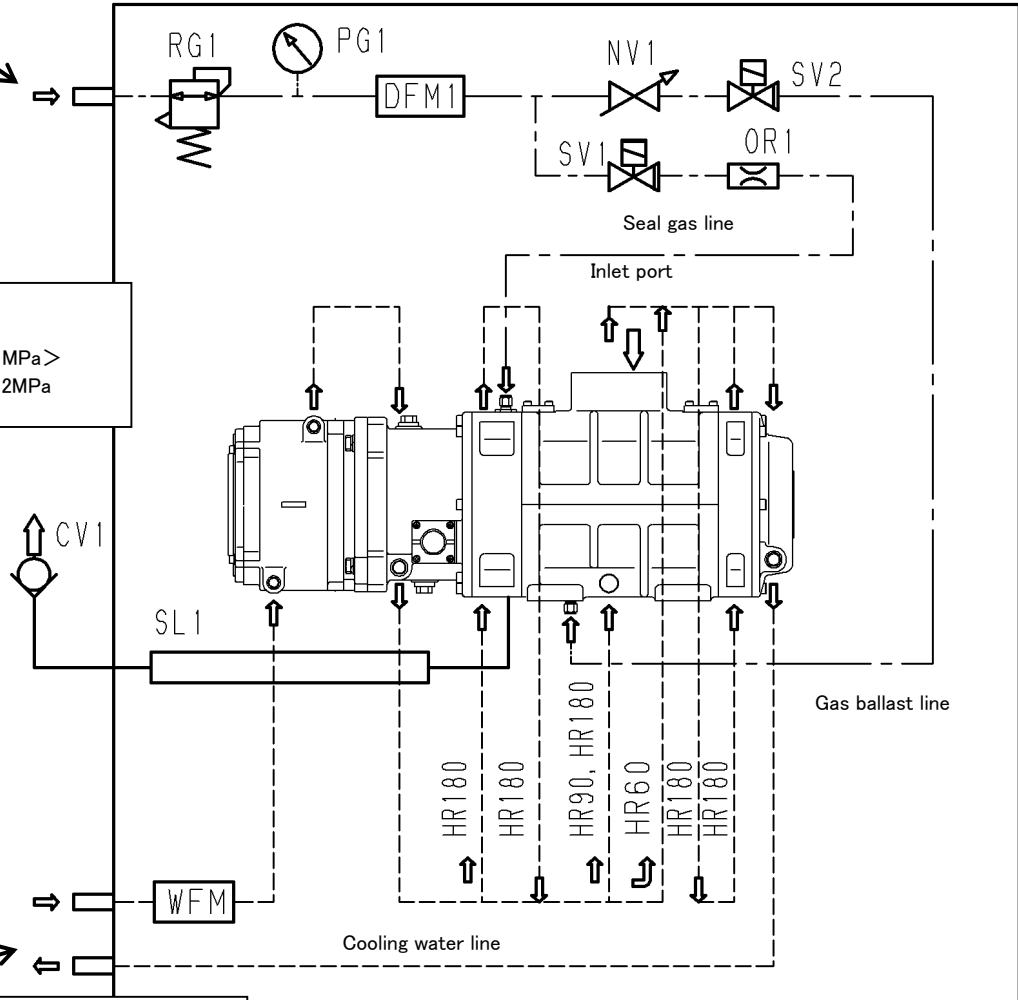 RG1
PG1
DFM1
NV1
SV2
SV1
OR1
Seal gas line
Inlet port
MPa>
2MPa
CV1
SL1
Gas ballast line
HR180
HR180
HR90, HR180
HR60
HR180
HR180
WFM
Cooling water line